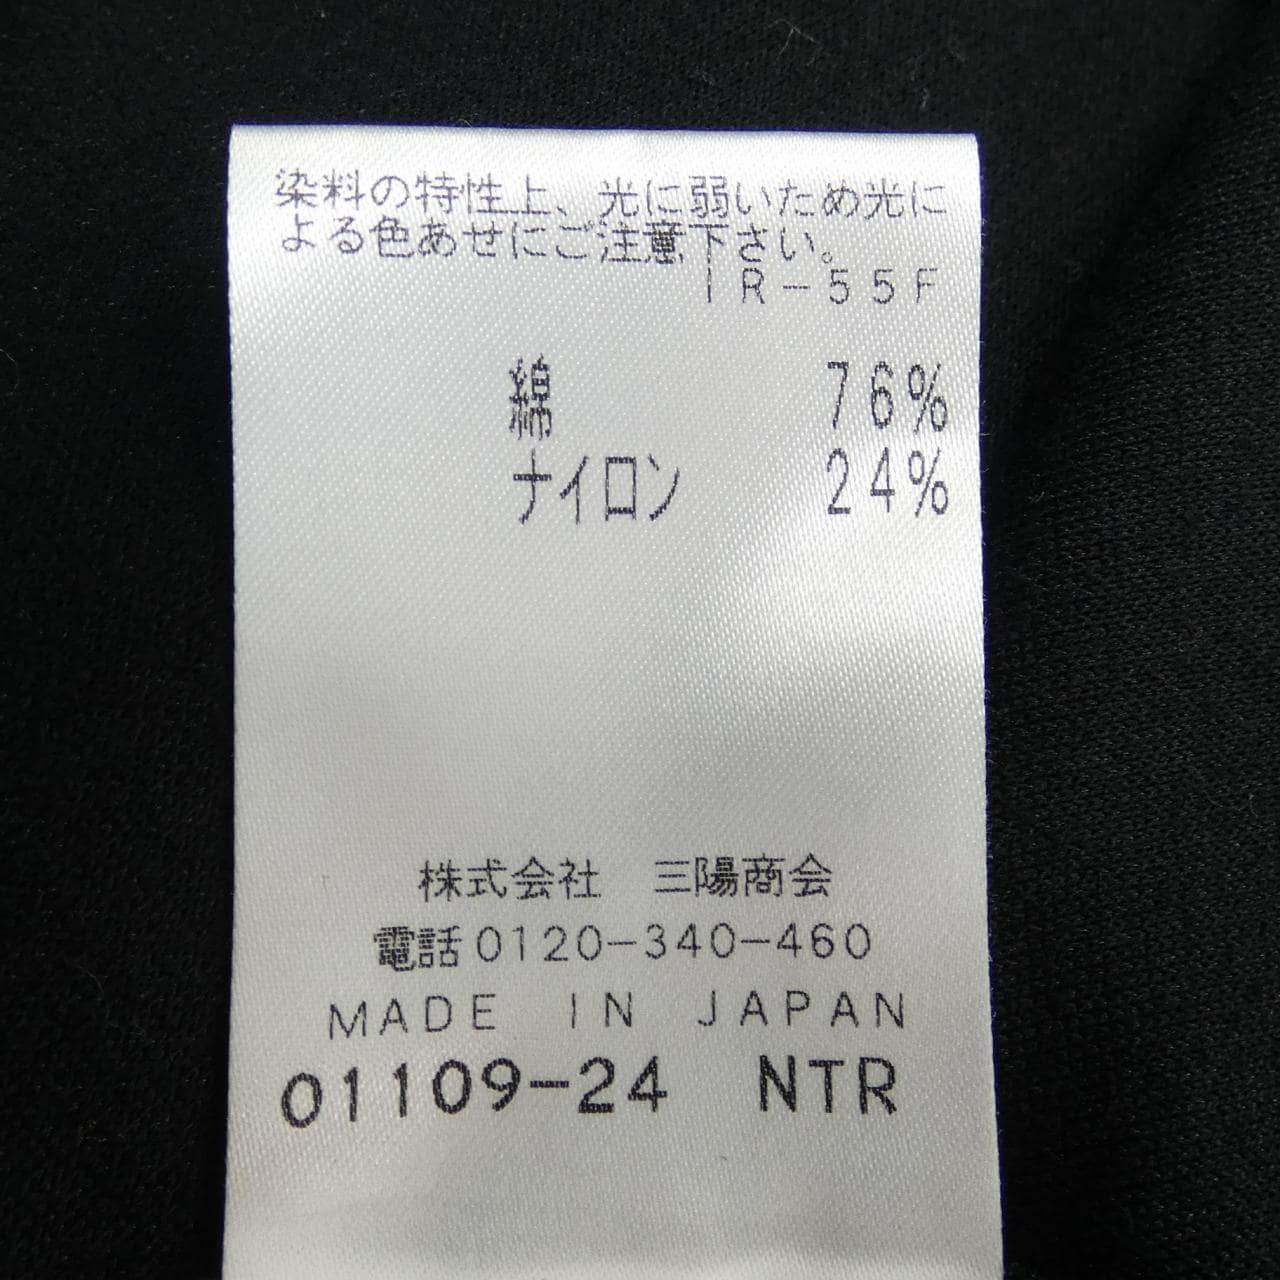 染料の特性上、光に弱いため光に
よる色あせにご注意下さい。
IR-55F
綿 76%
ナイロン 24%
株式会社 三陽商会
電話0120-340-460
MADE IN JAPAN
01109-24 NTR